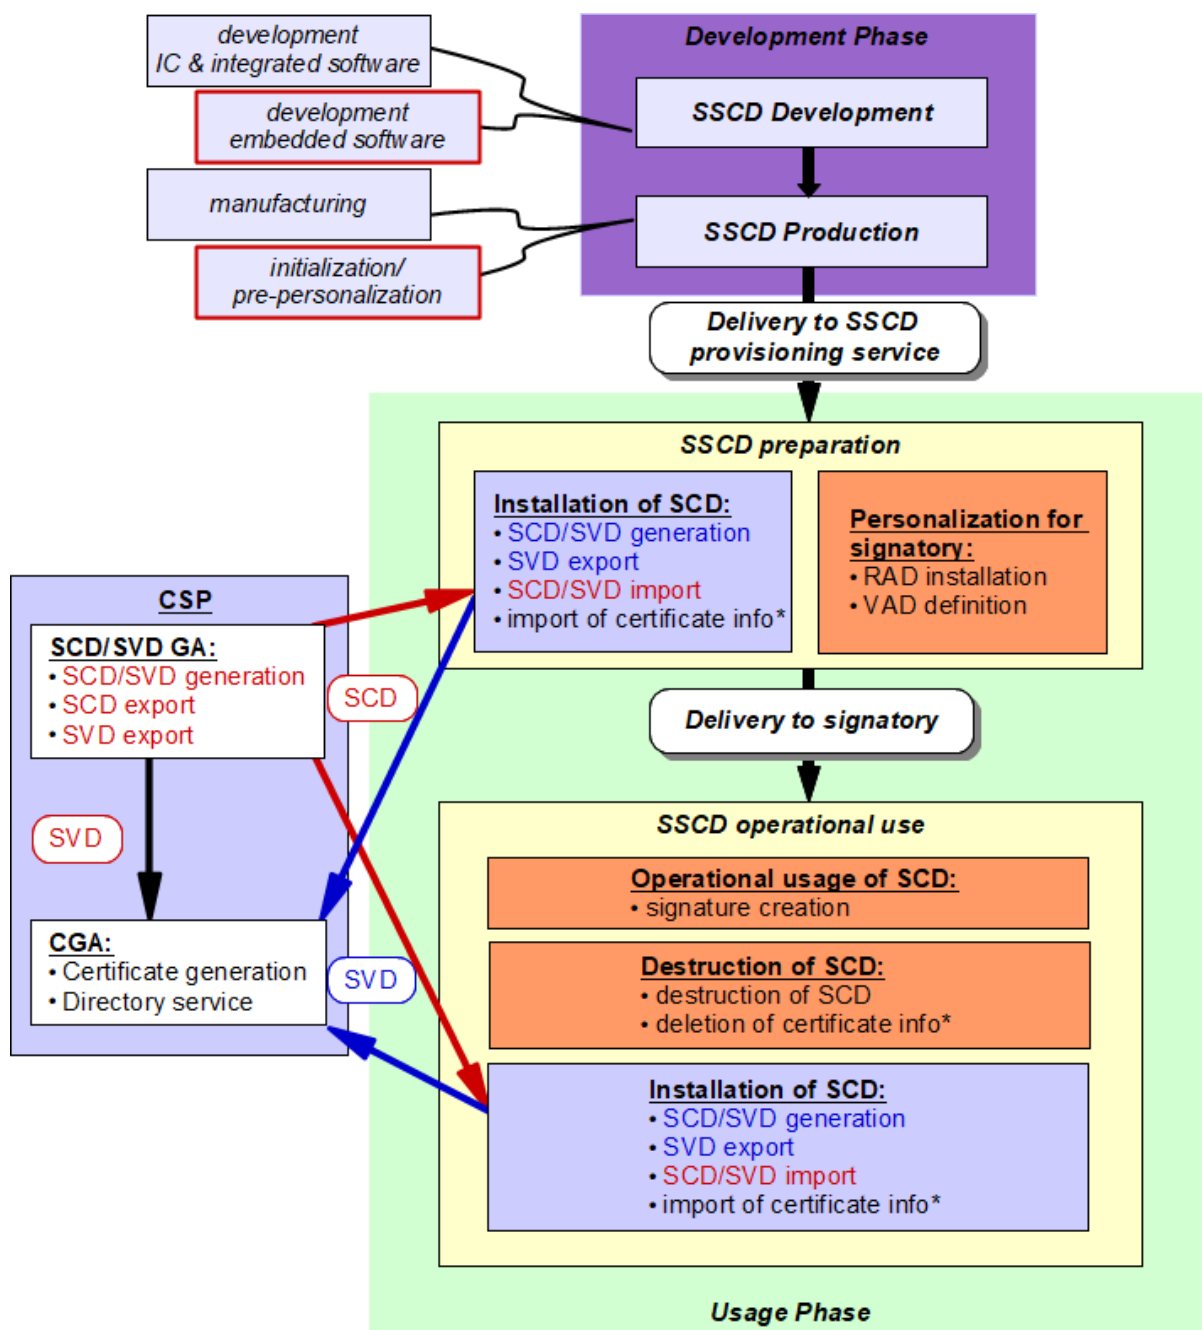 development
IC & integrated software
development
embedded software
manufacturing
initialization/
pre-personalization
Development Phase
SSCD Development
SSCD Production
Delivery to SSCD
provisioning service
SSCD preparation
Installation of SCD:
• SCD/SVD generation
• SVD export
• SCD/SVD import
• import of certificate info*
Personalization for
signatory:
• RAD installation
• VAD definition
CSP
SCD/SVD GA:
• SCD/SVD generation
• SCD export
• SVD export
SCD
SVD
CGA:
• Certificate generation
• Directory service
SVD
Delivery to signatory
SSCD operational use
Operational usage of SCD:
• signature creation
Destruction of SCD:
• destruction of SCD
• deletion of certificate info*
Installation of SCD:
• SCD/SVD generation
• SVD export
• SCD/SVD import
• import of certificate info*
Usage Phase